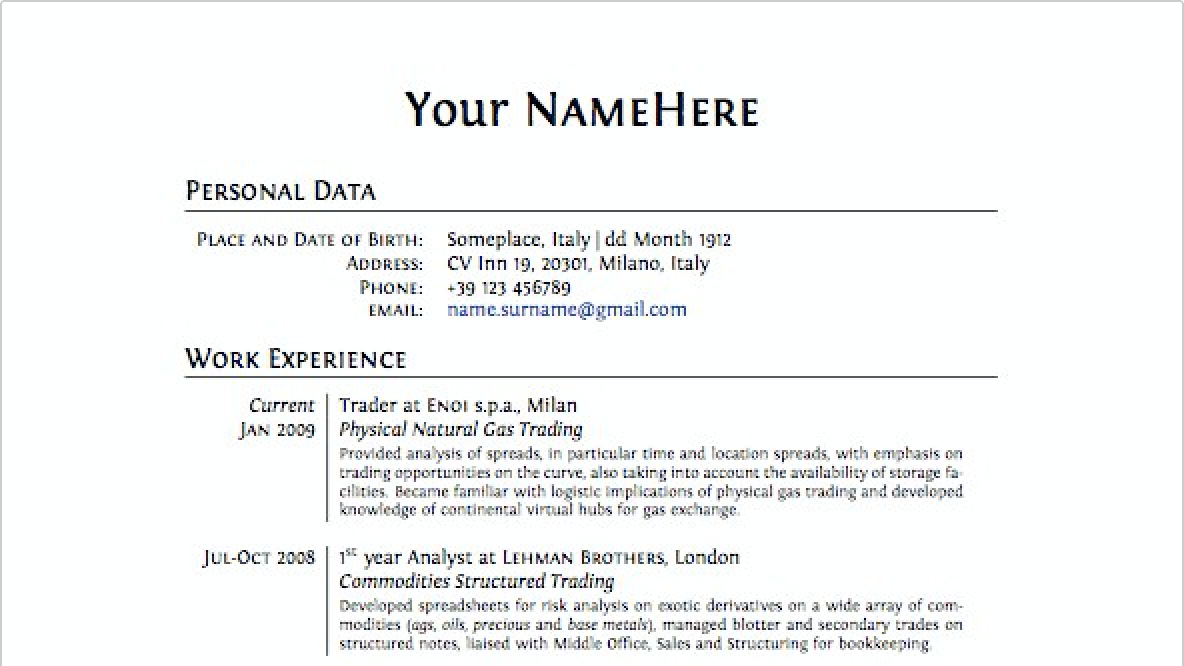 Your NameHere
Personal Data
Place and Date of Birth: Someplace, Italy | dd Month 1912
Address: CV Inn 19, 20301, Milano, Italy
Phone: +39 123 456789
email: name.surname@gmail.com
Work Experience
Current Trader at Enoi s.p.a., Milan
Jan 2009 Physical Natural Gas Trading
Provided analysis of spreads, in particular time and location spreads, with emphasis on
trading opportunities on the curve, also taking into account the availability of storage fa-
cilities. Became familiar with logistic implications of physical gas trading and developed
knowledge of continental virtual hubs for gas exchange.
Jul-Oct 2008 1st year Analyst at Lehman Brothers, London
Commodities Structured Trading
Developed spreadsheets for risk analysis on exotic derivatives on a wide array of com-
modities (ags, oils, precious and base metals), managed blotter and secondary trades on
structured notes, liaised with Middle Office, Sales and Structuring for bookkeeping.